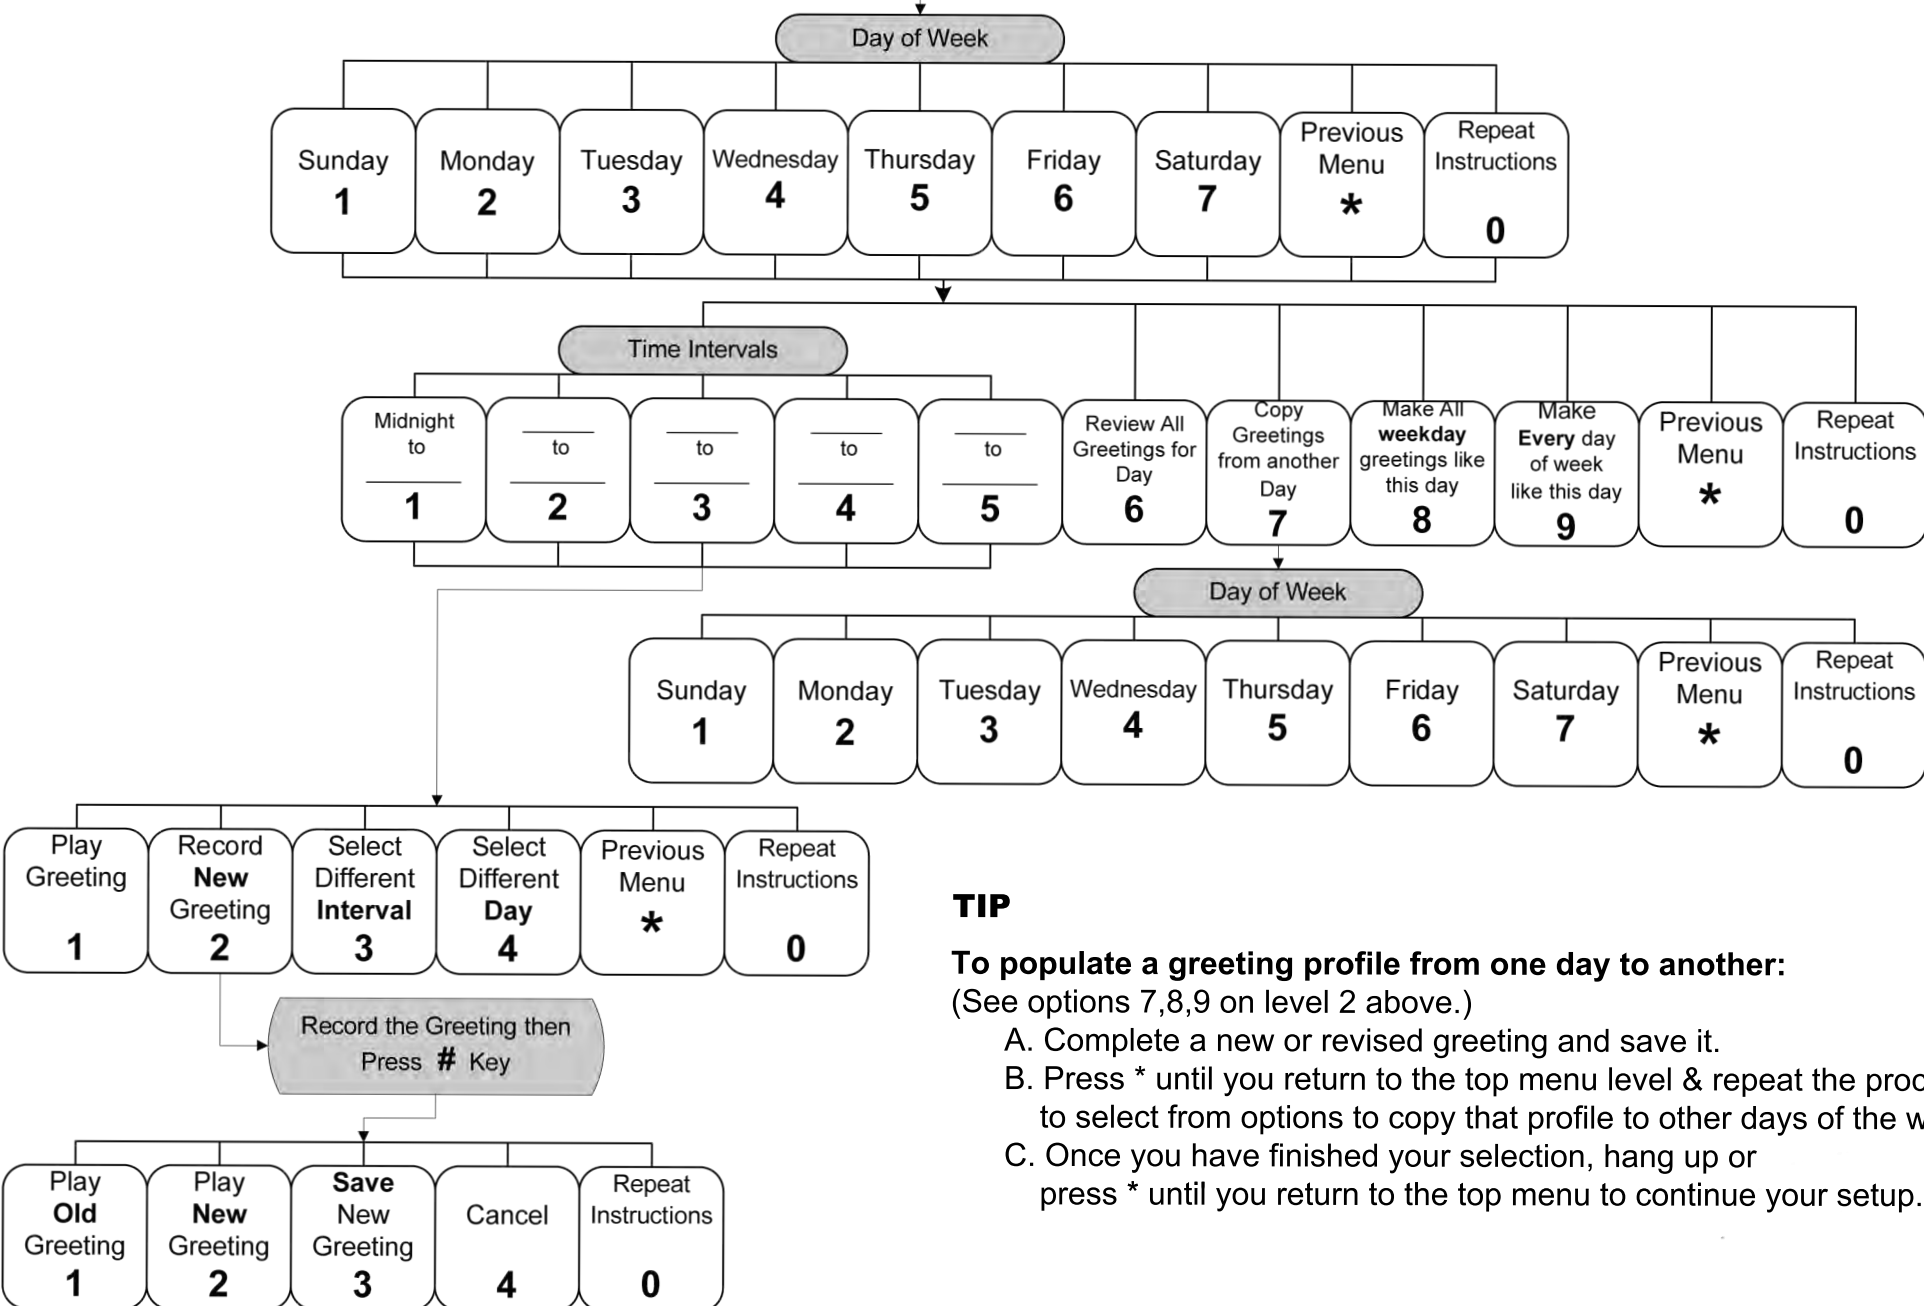 Day of Week
Sunday
1
Monday
2
Tuesday
3
Wednesday
4
Thursday
5
Friday
6
Saturday
7
Previous
Menu
*
Repeat
Instructions
0
Time Intervals
Midnight
to
1
to
2
to
3
to
4
to
5
Review All
Greetings for
Day
6
Copy
Greetings
from another
Day
7
Make All
weekday
greetings like
this day
8
Make
Every day
of week
like this day
9
Previous
Menu
*
Repeat
Instructions
0
Day of Week
Sunday
1
Monday
2
Tuesday
3
Wednesday
4
Thursday
5
Friday
6
Saturday
7
Previous
Menu
*
Repeat
Instructions
0
Play
Greeting
1
Record
New
Greeting
2
Select
Different
Interval
3
Select
Different
Day
4
Previous
Menu
*
Repeat
Instructions
0
Record the Greeting then
Press # Key
Play
Old
Greeting
1
Play
New
Greeting
2
Save
New
Greeting
3
Cancel
4
Repeat
Instructions
0
TIP
To populate a greeting profile from one day to another:
(See options 7,8,9 on level 2 above.)
A. Complete a new or revised greeting and save it.
B. Press * until you return to the top menu level & repeat the
to select from options to copy that profile to other days of the
C. Once you have finished your selection, hang up or
press * until you return to the top menu to continue your setup.